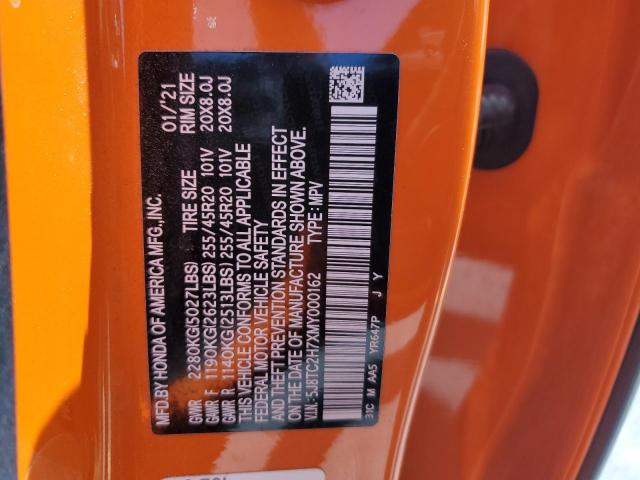 MFD.BY HONDA OF AMERICA MFG.,INC. 01/'21
TIRE SIZE RIM SIZE
GVWR 2280KG(5027LBS)
GAWR F 1190KG(2623LBS) 255/45R20 101V 20X8.0J
GAWR R 1140KG(2513LBS) 255/45R20 101V 20X8.0J
THIS VEHICLE CONFORMS TO ALL APPLICABLE
FEDERAL MOTOR VEHICLE SAFETY
AND THEFT PREVENTION STANDARDS IN EFFECT
ON THE DATE OF MANUFACTURE SHOWN ABOVE.
V.I.N.:5J8TC2H7XMY000162 TYPE:MPV
31C M AA5 YR647P J Y